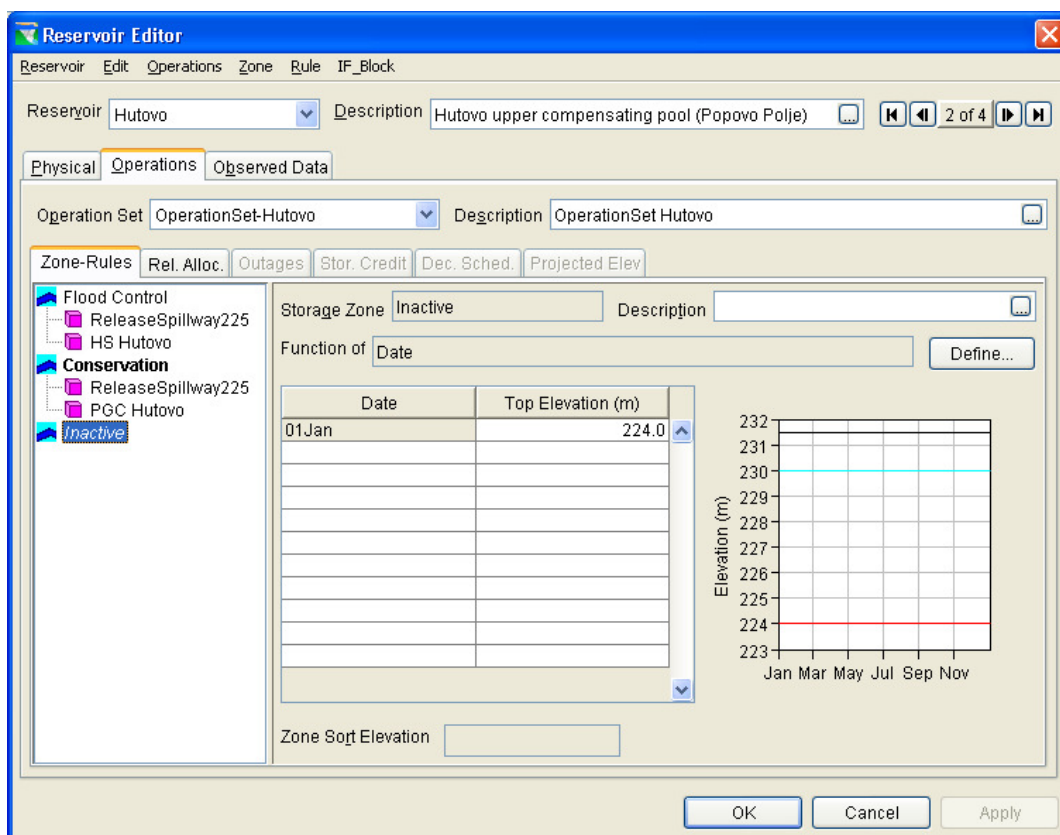 Reservoir Editor
Reservoir Edit Operations Zone Rule IF_Block
Reservoir Hutovo Description Hutovo upper compensating pool (Popovo Polje) ... 2 of 4
Physical Operations Observed Data
Operation Set OperationSet-Hutovo Description OperationSet Hutovo ...
Zone-Rules Rel. Alloc. Outages Stor. Credit Dec. Sched. Projected Elev
Flood Control
ReleaseSpillway225
HS Hutovo
Conservation
ReleaseSpillway225
PGC Hutovo
Inactive
Storage Zone Inactive Description ...
Function of Date Define...
Date Top Elevation (m)
01Jan 224.0
Elevation (m)
232
231
230
229
228
227
226
225
224
223
Jan Mar May Jul Sep Nov
Zone Sort Elevation
OK Cancel Apply